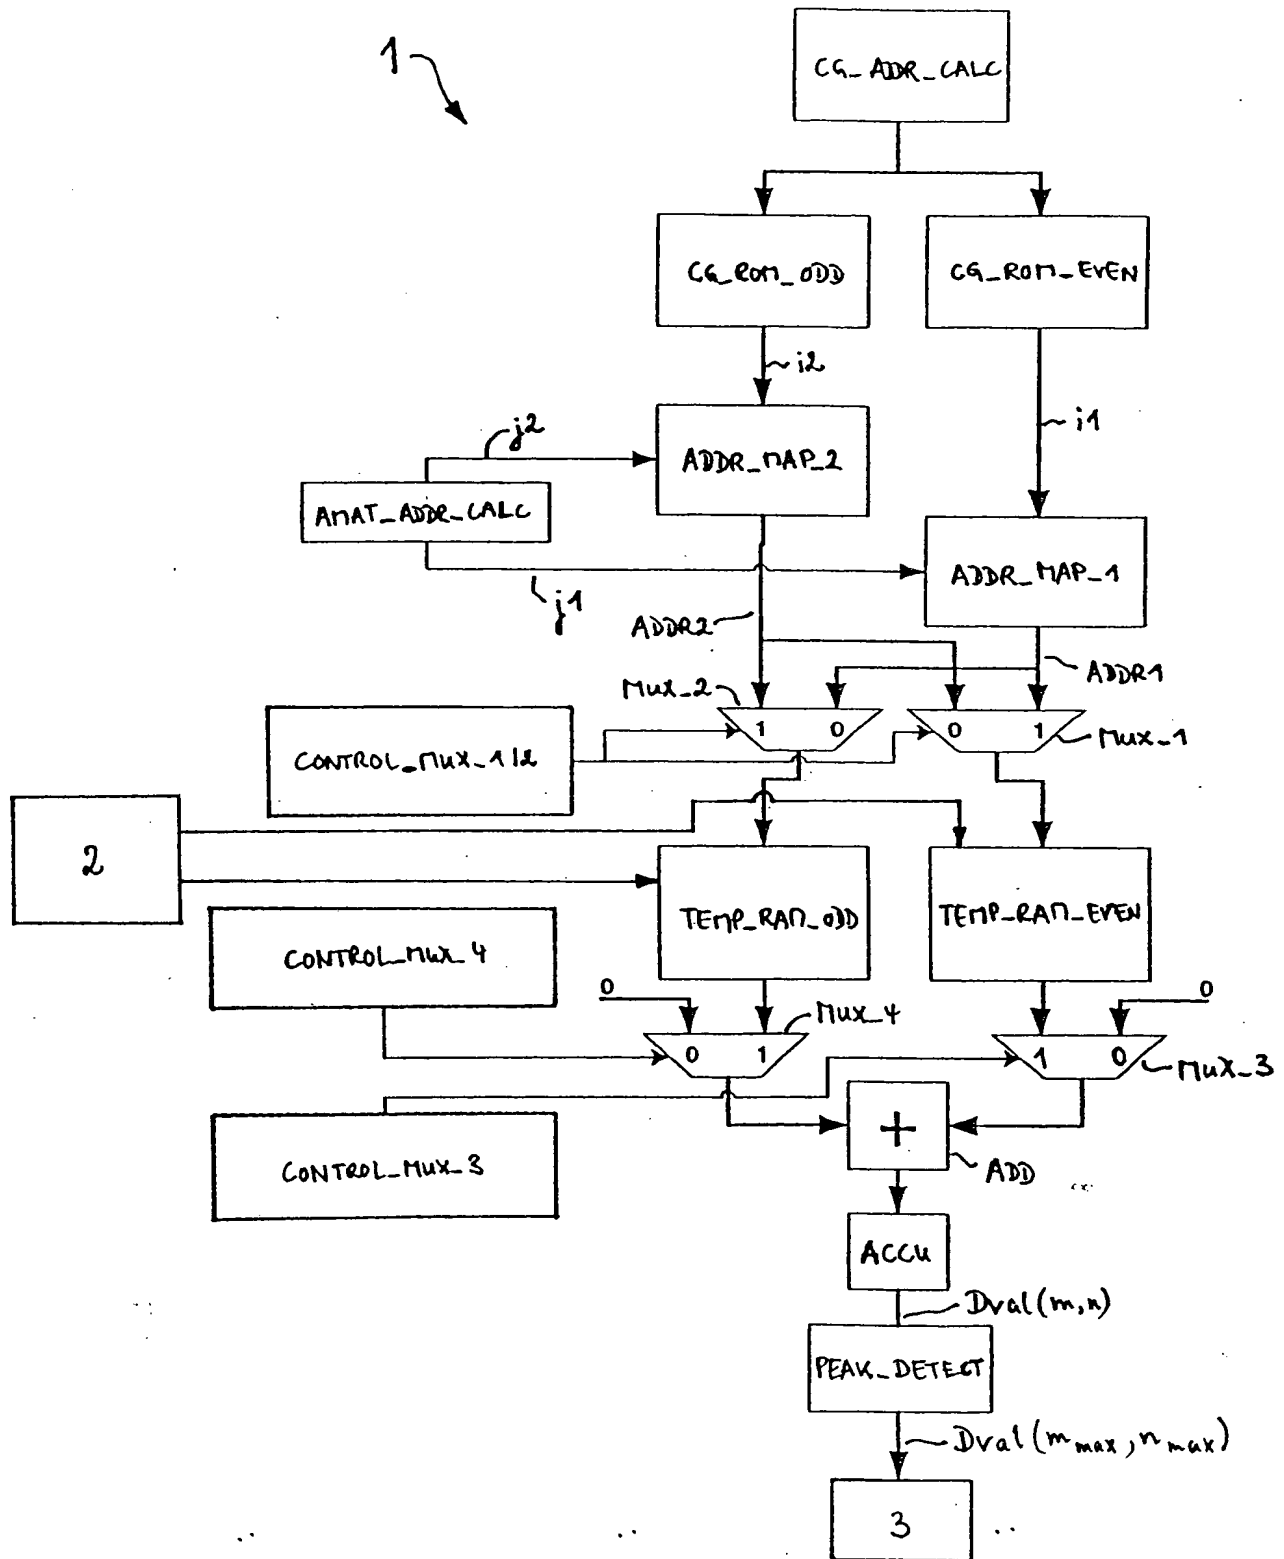 1
CG_ADDR_CALC
CG_ROM_ODD
CG_ROM_EVEN
i2
i1
j2
ADDR_MAP_2
AMAT_ADDR_CALC
ADDR_MAP_1
j1
ADDR2
ADDR1
MUX_2
1 0
0 1
MUX_1
CONTROL_MUX_1/2
2
TEMP_RAM_ODD
TEMP_RAM_EVEN
CONTROL_MUX_4
0
0
MUX_4
0 1
1 0
MUX_3
CONTROL_MUX_3
+
ADD
ACCU
Dval(m,n)
PEAK_DETECT
Dval(m max, n max)
3